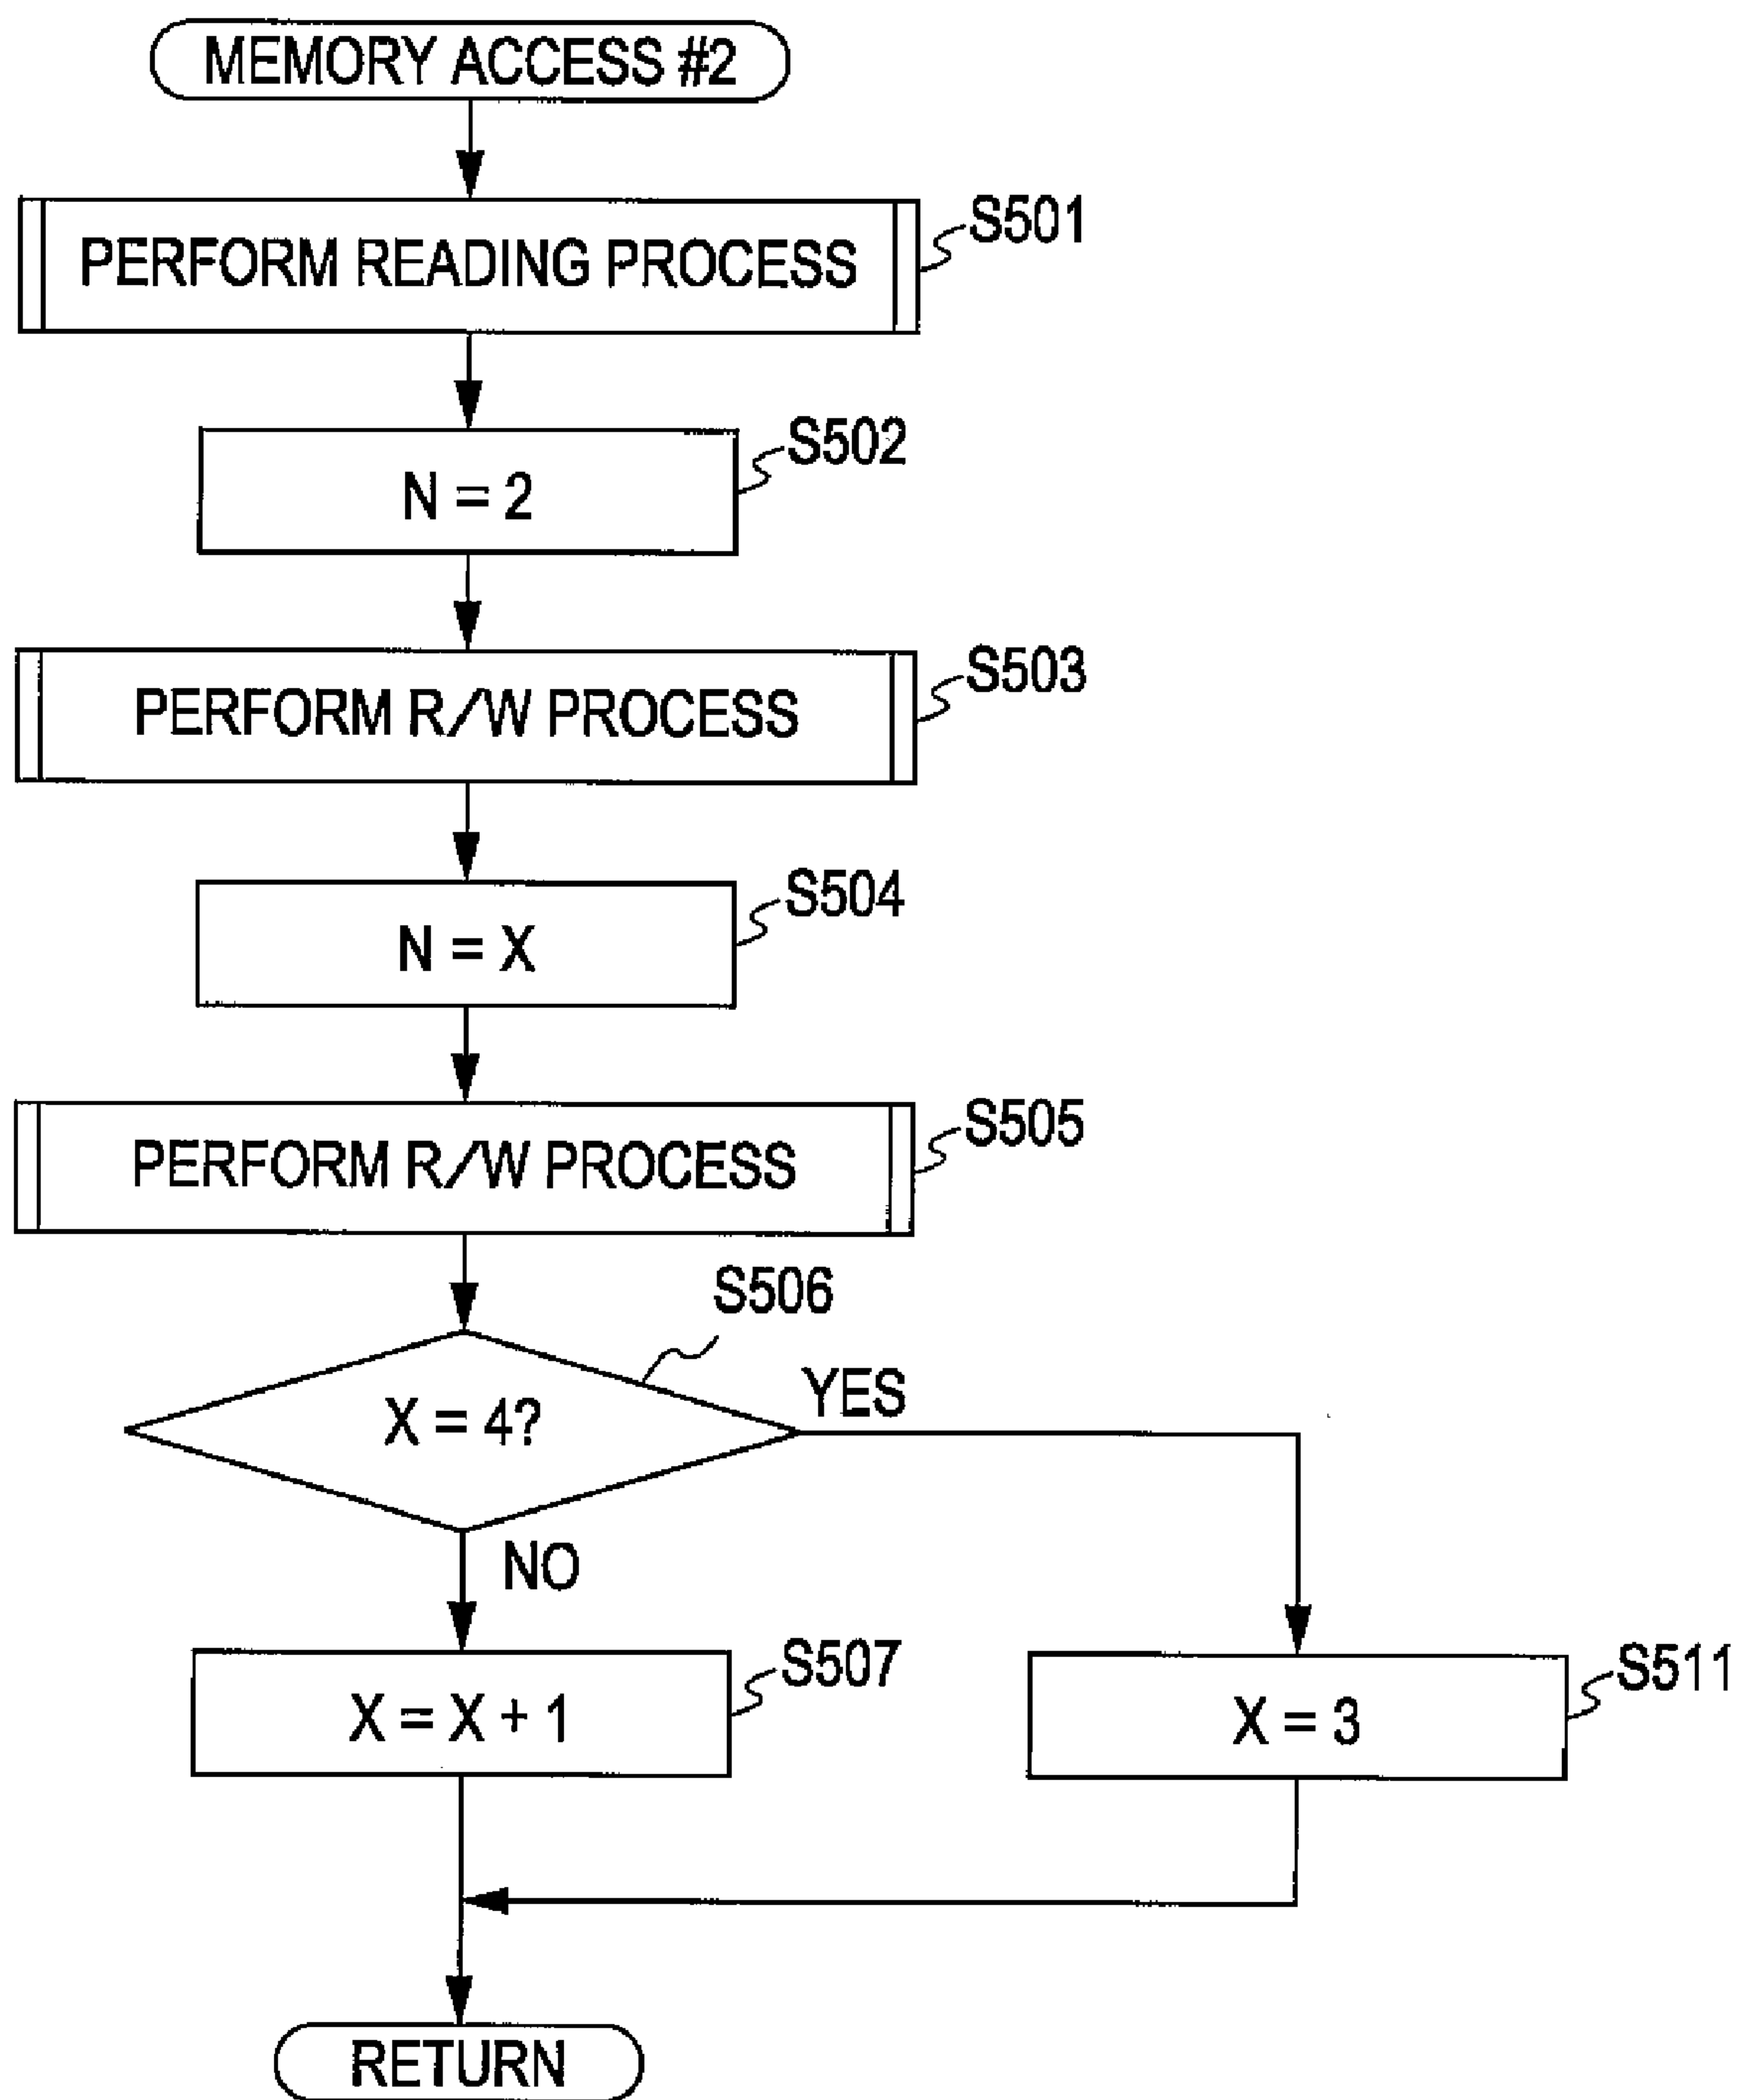 MEMORY ACCESS #2
PERFORM READING PROCESS
S501
N = 2
S502
PERFORM R/W PROCESS
S503
N = X
S504
PERFORM R/W PROCESS
S505
S506
X = 4?
YES
NO
X = X + 1
S507
X = 3
S511
RETURN